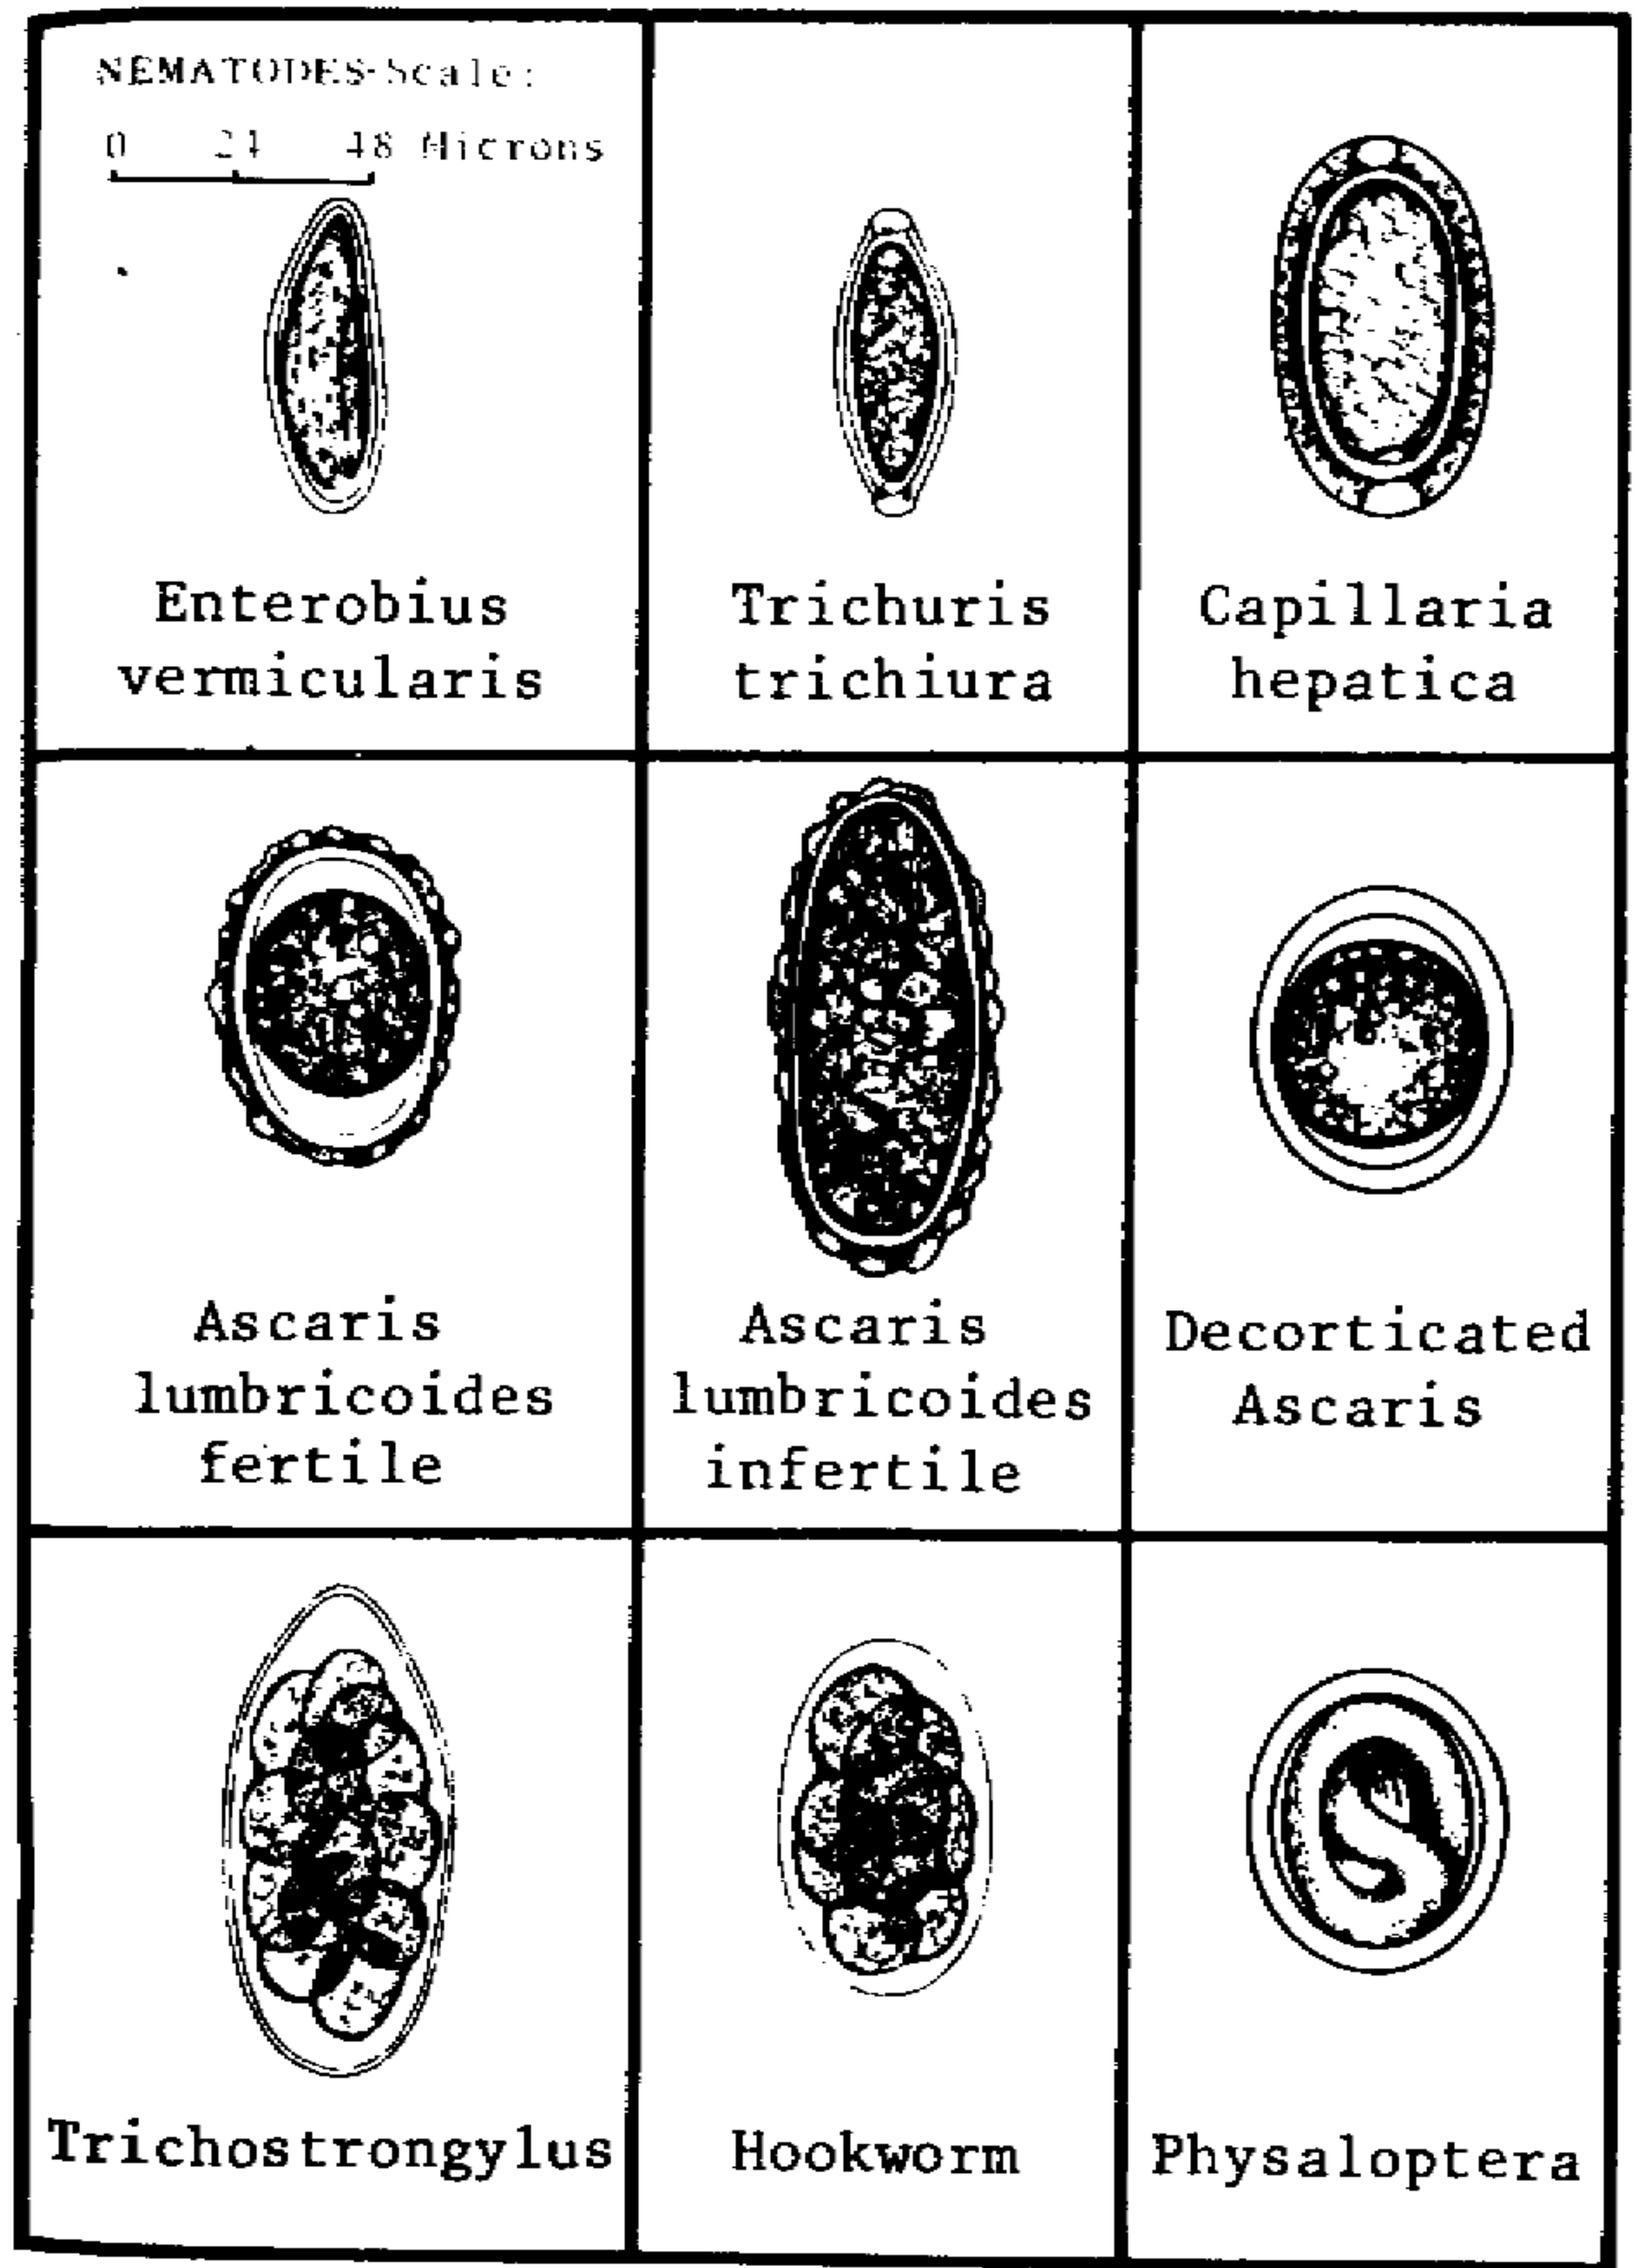 NEMATODES-Scale:
0 24 48 Microns
Enterobius
vermicularis
Trichuris
trichiura
Capillaria
hepatica
Ascaris
lumbricoides
fertile
Ascaris
lumbricoides
infertile
Decorticated
Ascaris
Trichostrongylus
Hookworm
Physaloptera